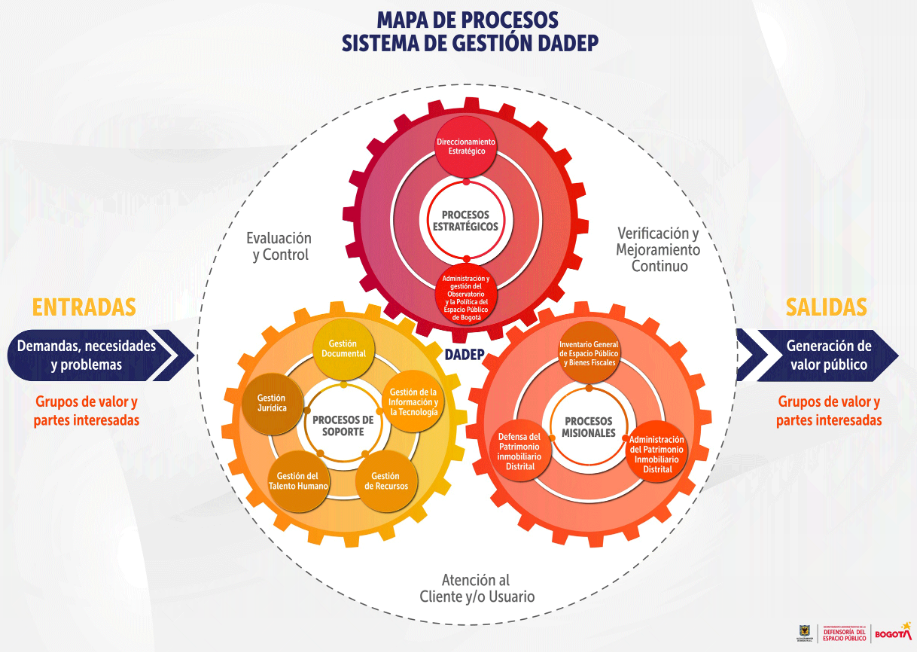 MAPA DE PROCESOS
SISTEMA DE GESTIÓN DADEP
Direccionamiento
Estratégico
PROCESOS
ESTRATÉGICOS
Administración y
gestión del
Observatorio
y la Política del
Espacio Público
de Bogotá
Evaluación
y Control
Verificación y
Mejoramiento
Continuo
ENTRADAS
Demandas, necesidades
y problemas
Grupos de valor y
partes interesadas
DADEP
Gestión
Documental
Gestión
Jurídica
Gestión de la
Información y
la Tecnología
PROCESOS DE
SOPORTE
Gestión del
Talento Humano
Gestión
de Recursos
Inventario General
de Espacio Público
y Bienes Fiscales
PROCESOS
MISIONALES
Defensa del
Patrimonio
inmobiliario
Distrital
Administración
del Patrimonio
Inmobiliario
Distrital
SALIDAS
Generación de
valor público
Grupos de valor y
partes interesadas
Atención al
Cliente y/o Usuario
DEFENSORÍA DEL
ESPACIO PÚBLICO
BOGOTÁ